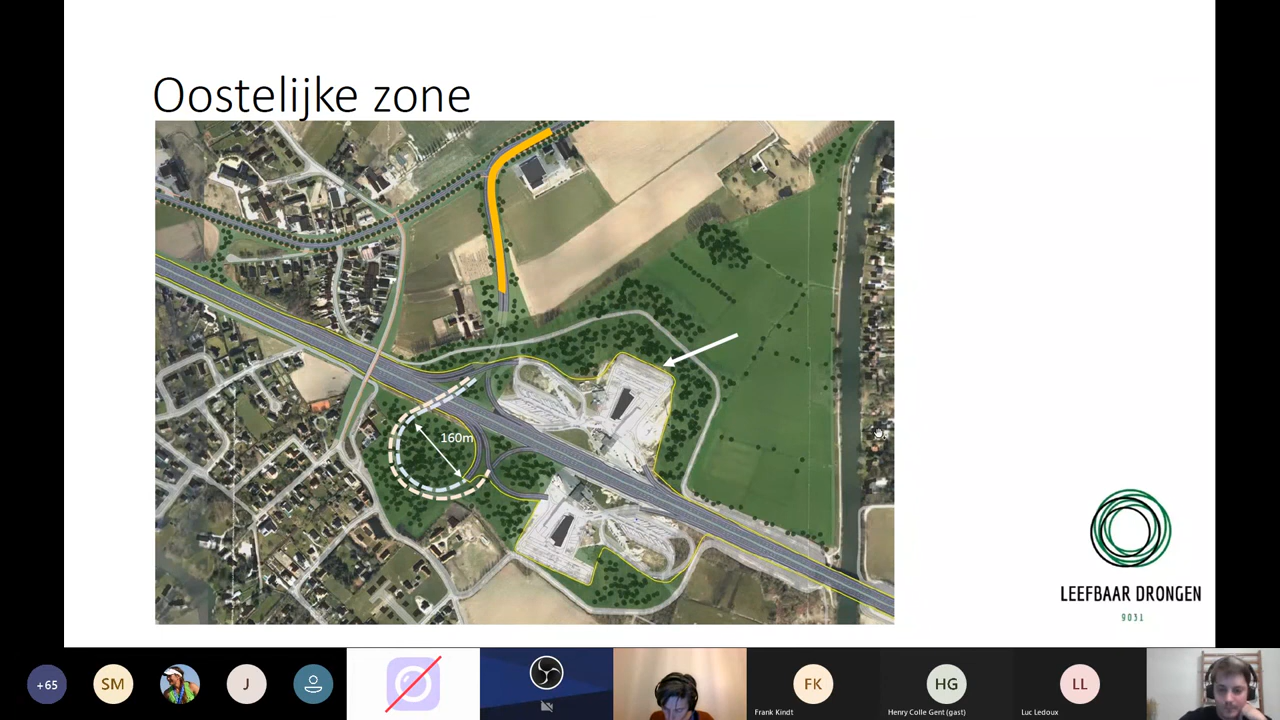 Oostelijke zone
160m
LEEFBAAR DRONGEN
9031
+65
SM
J
FK
HG
LL
Frank Kindt
Henry Colle Gent (gast)
Luc Ledoux